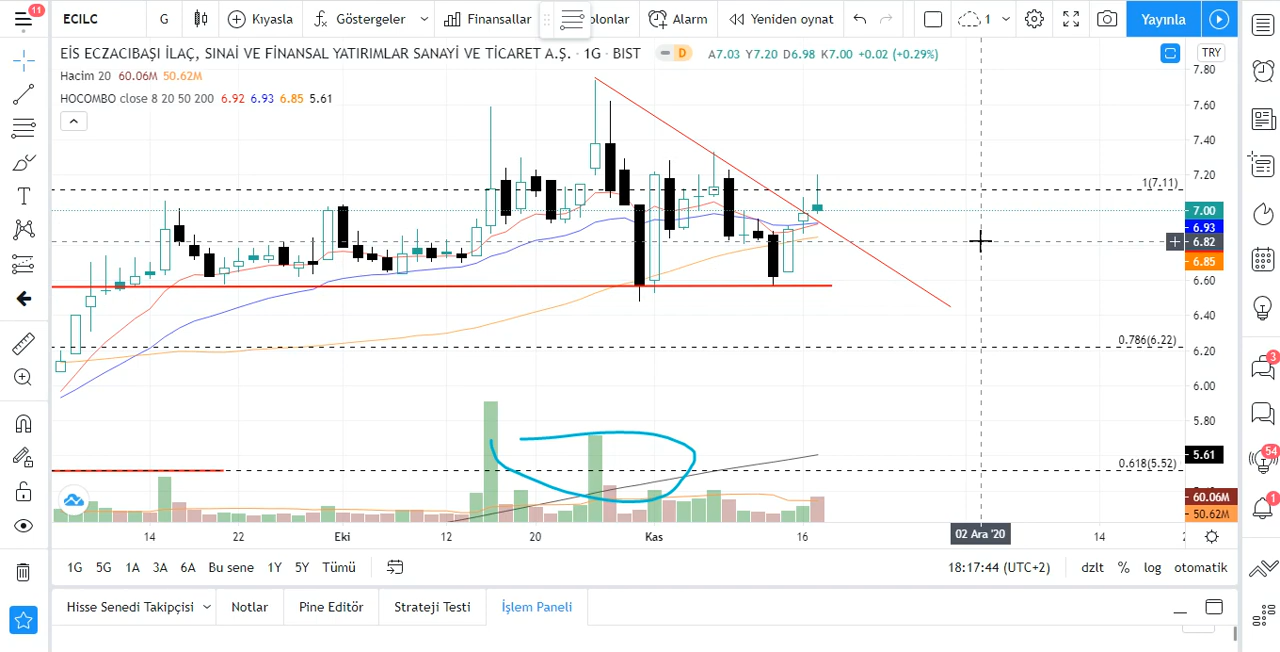 11
ECILC
G
Kıyasla
Göstergeler
Finansallar
olonlar
Alarm
Yeniden oynat
1
Yayınla
EİS ECZACIBAŞI İLAÇ, SINAİ VE FİNANSAL YATIRIMLAR SANAYİ VE TİCARET A.Ş. · 1G · BIST
D
A7.03 Y7.20 D6.98 K7.00 +0.02 (+0.29%)
TRY
Hacim 20 60.06M 50.62M
HOCOMBO close 8 20 50 200 6.92 6.93 6.85 5.61
7.80
7.60
7.40
7.20
1(7.11)
7.00
6.93
6.82
6.85
6.60
6.40
0.786(6.22)
6.20
6.00
5.80
5.61
0.618(5.52)
60.06M
50.62M
14
22
Eki
12
20
Kas
16
02 Ara '20
14
3
54
1
1G 5G 1A 3A 6A Bu sene 1Y 5Y Tümü
18:17:44 (UTC+2)
dzlt % log otomatik
Hisse Senedi Takipçisi
Notlar
Pine Editör
Strateji Testi
İşlem Paneli